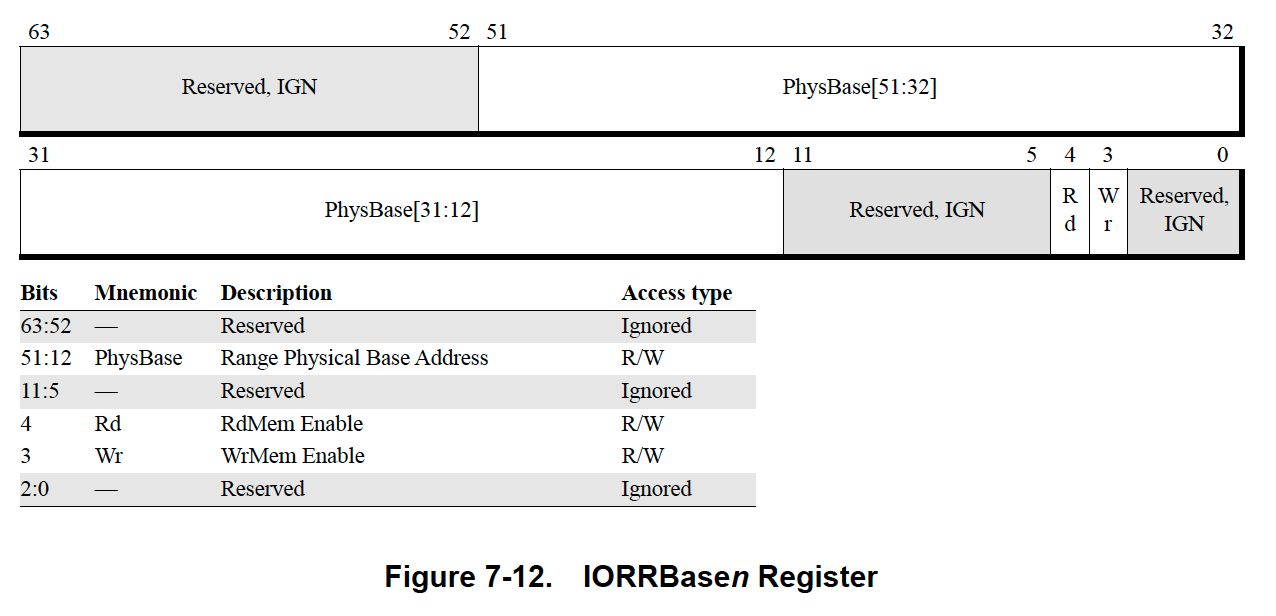 63 52 51 32
Reserved, IGN PhysBase[51:32]
31 12 11 5 4 3 0
PhysBase[31:12] Reserved, IGN Rd Wr Reserved, IGN
Bits Mnemonic Description Access type
63:52 — Reserved Ignored
51:12 PhysBase Range Physical Base Address R/W
11:5 — Reserved Ignored
4 Rd RdMem Enable R/W
3 Wr WrMem Enable R/W
2:0 — Reserved Ignored
Figure 7-12. IORRBasen Register